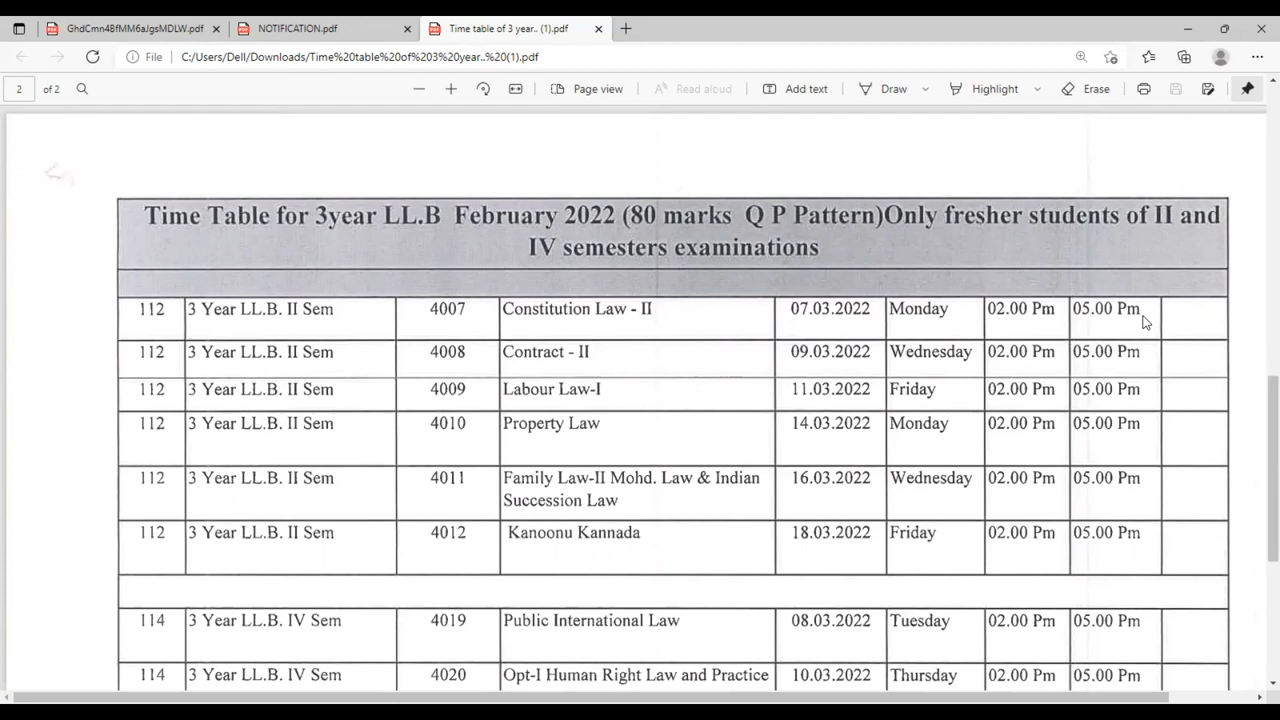 GhdCmn4BfMM6aJgsMDLW.pdf
NOTIFICATION.pdf
Time table of 3 year.. (1).pdf
File C:/Users/Dell/Downloads/Time%20table%20of%203%20year..%20(1).pdf
2 of 2
Page view
Read aloud
Add text
Draw
Highlight
Erase
Time Table for 3year LL.B February 2022 (80 marks Q P Pattern)Only fresher students of II and
IV semesters examinations
112 3 Year LL.B. II Sem 4007 Constitution Law - II 07.03.2022 Monday 02.00 Pm 05.00 Pm
112 3 Year LL.B. II Sem 4008 Contract - II 09.03.2022 Wednesday 02.00 Pm 05.00 Pm
112 3 Year LL.B. II Sem 4009 Labour Law-I 11.03.2022 Friday 02.00 Pm 05.00 Pm
112 3 Year LL.B. II Sem 4010 Property Law 14.03.2022 Monday 02.00 Pm 05.00 Pm
112 3 Year LL.B. II Sem 4011 Family Law-II Mohd. Law & Indian 16.03.2022 Wednesday 02.00 Pm 05.00 Pm
Succession Law
112 3 Year LL.B. II Sem 4012 Kanoonu Kannada 18.03.2022 Friday 02.00 Pm 05.00 Pm
114 3 Year LL.B. IV Sem 4019 Public International Law 08.03.2022 Tuesday 02.00 Pm 05.00 Pm
114 3 Year LL.B. IV Sem 4020 Opt-I Human Right Law and Practice 10.03.2022 Thursday 02.00 Pm 05.00 Pm